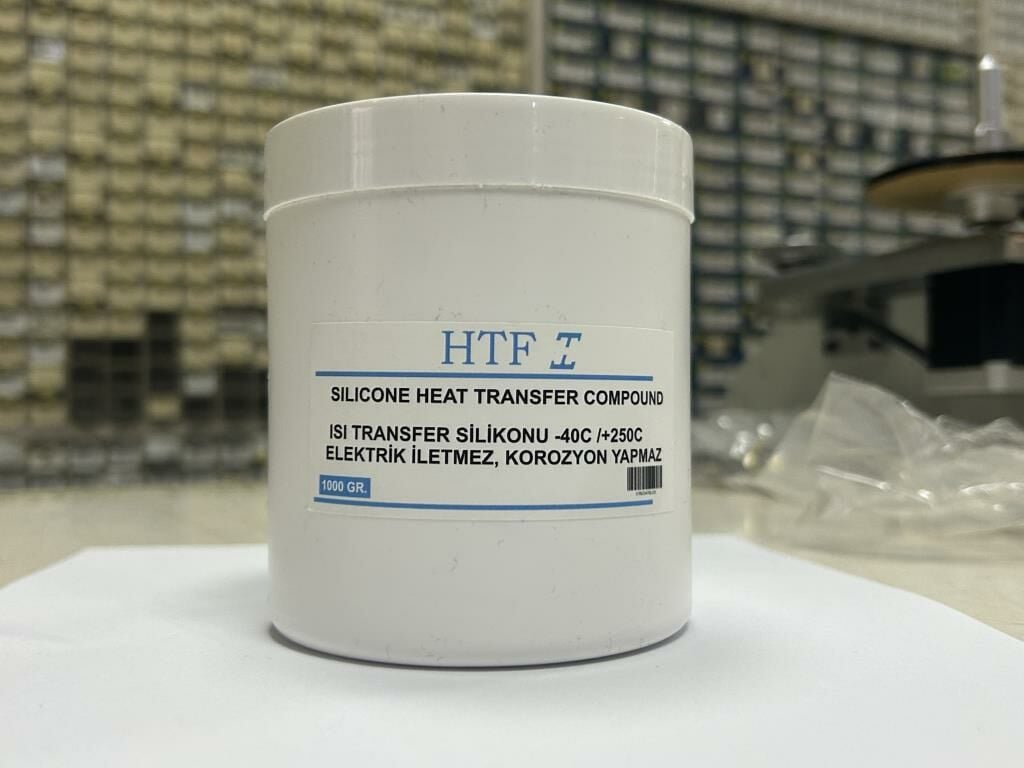 HTF
SILICONE HEAT TRANSFER COMPOUND
ISI TRANSFER SİLİKONU -40C /+250C
ELEKTRİK İLETMEZ, KOROZYON YAPMAZ
1000 GR.